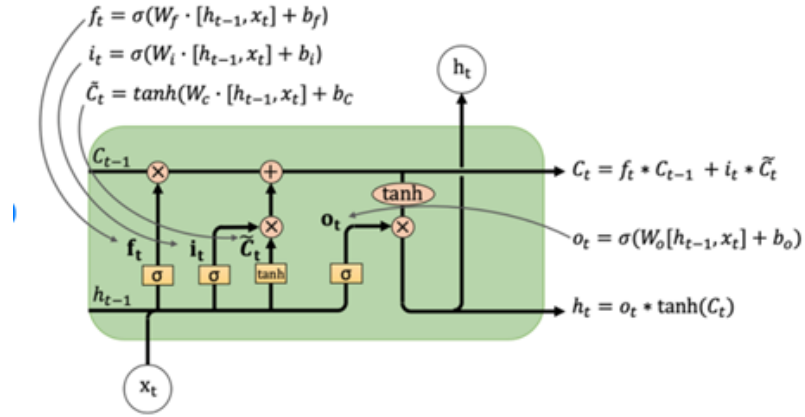 f_t = σ(W_f · [h_{t-1}, x_t] + b_f)
i_t = σ(W_i · [h_{t-1}, x_t] + b_i)
C̃_t = tanh(W_c · [h_{t-1}, x_t] + b_C
h_t
C_{t-1}
× +
C_t = f_t * C_{t-1} + i_t * C̃_t
tanh
o_t
× ×
o_t = σ(W_o[h_{t-1}, x_t] + b_o)
f_t i_t C̃_t
σ σ tanh σ
h_{t-1}
h_t = o_t * tanh(C_t)
x_t